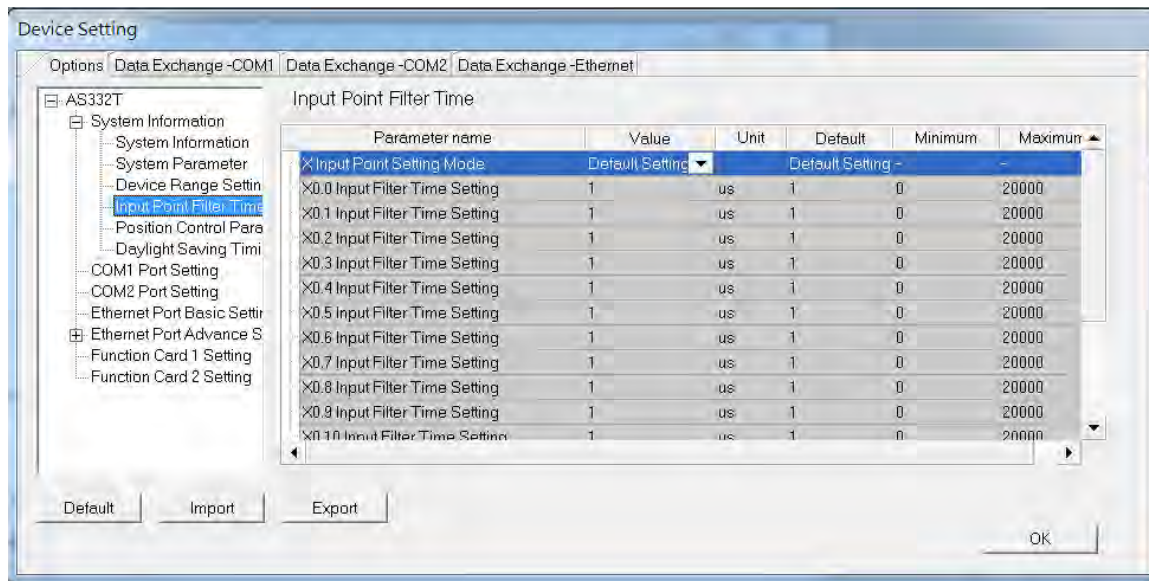 Device Setting
Options Data Exchange -COM1 Data Exchange -COM2 Data Exchange -Ethernet
AS332T
System Information
System Information
System Parameter
Device Range Settin
Input Point Filter Time
Position Control Para
Daylight Saving Timi
COM1 Port Setting
COM2 Port Setting
Ethernet Port Basic Settin
Ethernet Port Advance S
Function Card 1 Setting
Function Card 2 Setting
Input Point Filter Time
Parameter name Value Unit Default Minimum Maximun
X Input Point Setting Mode Default Setting Default Setting - -
X0.0 Input Filter Time Setting 1 us 1 0 20000
X0.1 Input Filter Time Setting 1 us 1 0 20000
X0.2 Input Filter Time Setting 1 us 1 0 20000
X0.3 Input Filter Time Setting 1 us 1 0 20000
X0.4 Input Filter Time Setting 1 us 1 0 20000
X0.5 Input Filter Time Setting 1 us 1 0 20000
X0.6 Input Filter Time Setting 1 us 1 0 20000
X0.7 Input Filter Time Setting 1 us 1 0 20000
X0.8 Input Filter Time Setting 1 us 1 0 20000
X0.9 Input Filter Time Setting 1 us 1 0 20000
X0.10 Input Filter Time Setting 1 us 1 0 20000
Default Import Export
OK